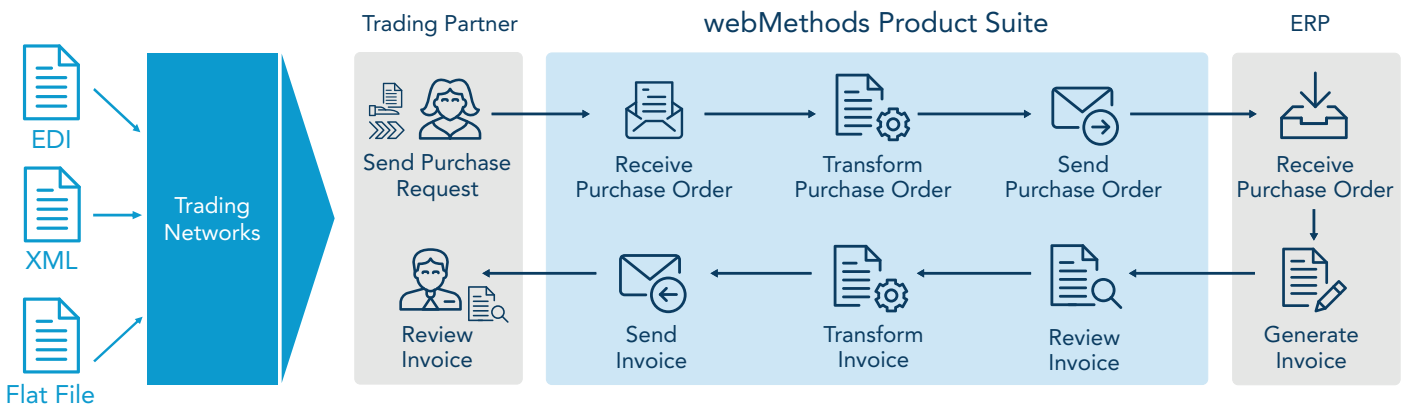 EDI
XML
Flat File
Trading
Networks
Trading Partner
webMethods Product Suite
ERP
Send Purchase
Request
Receive
Purchase Order
Transform
Purchase Order
Send
Purchase Order
Receive
Purchase Order
Review
Invoice
Send
Invoice
Transform
Invoice
Review
Invoice
Generate
Invoice